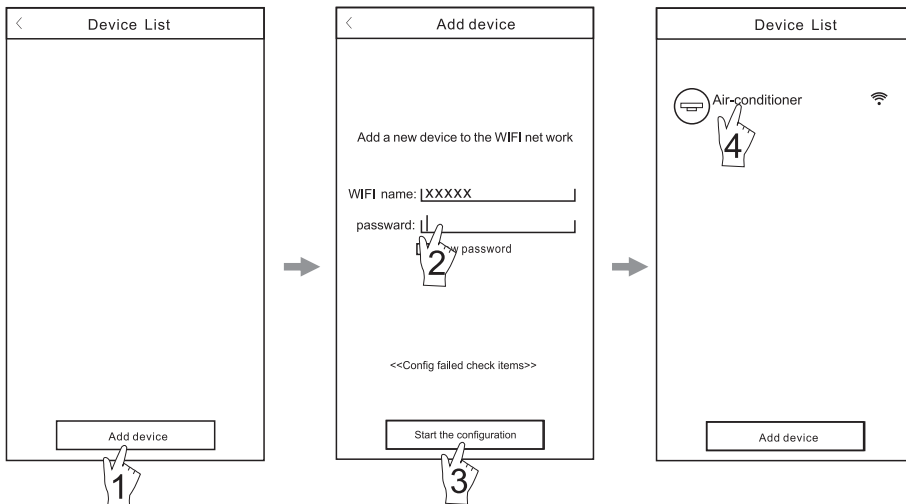 Device List
Add device
1
Add device
Add a new device to the WIFI net work
WIFI name: XXXXX
passward:
password
2
<<Config failed check items>>
Start the configuration
3
Device List
Air-conditioner
4
Add device